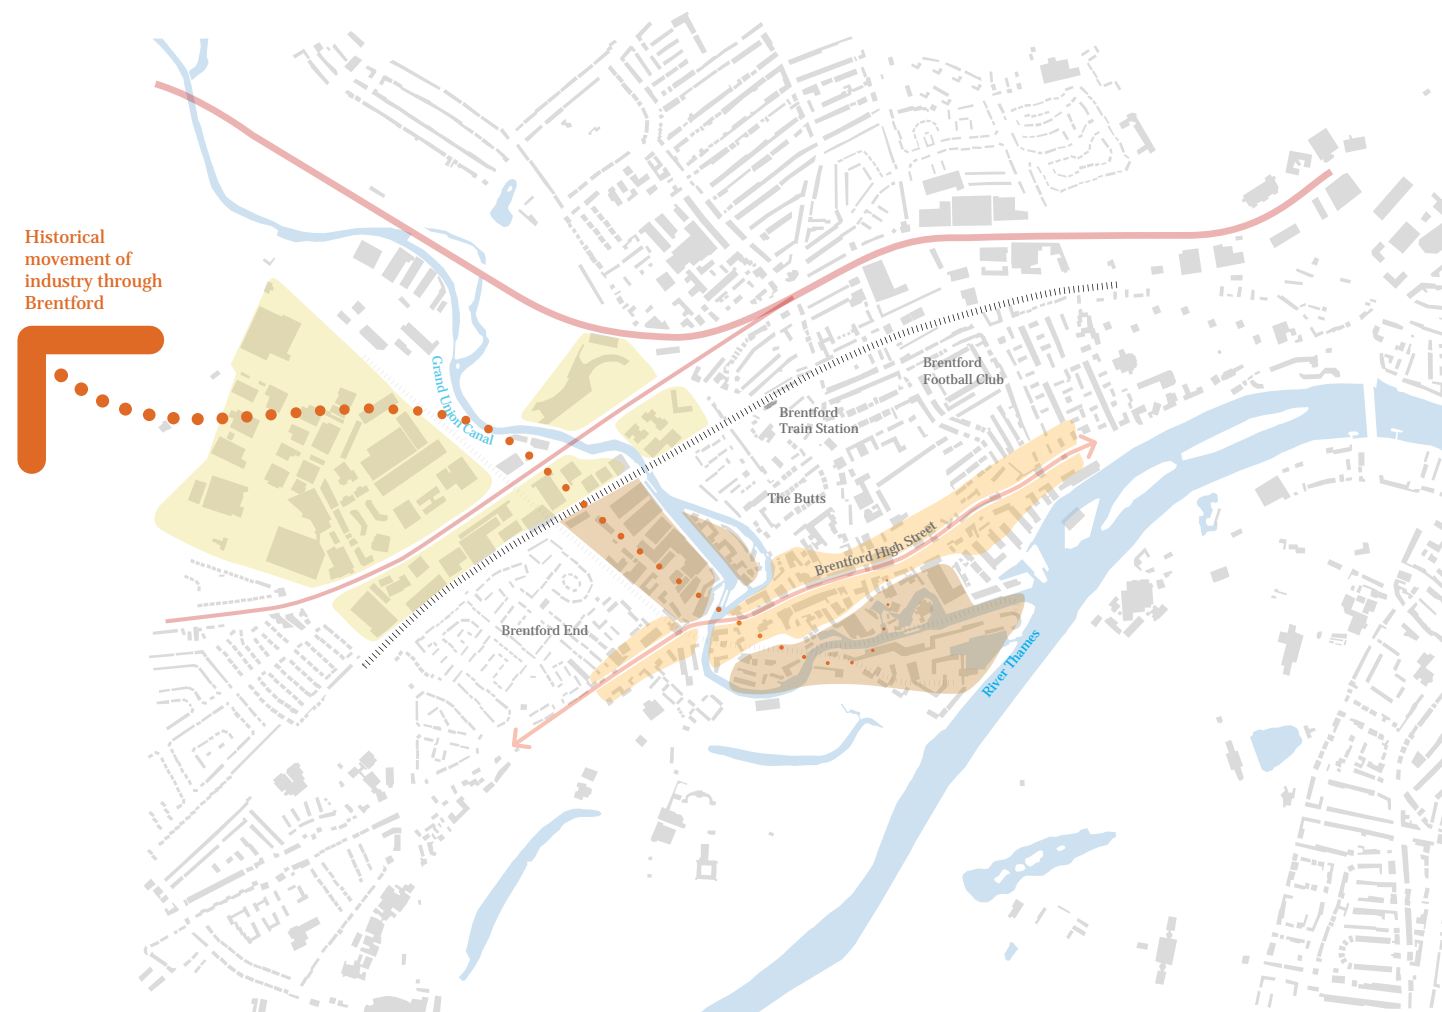 Historical
movement of
industry through
Brentford
Grand Union Canal
Brentford
Football Club
Brentford
Train Station
The Butts
Brentford High Street
Brentford End
River Thames